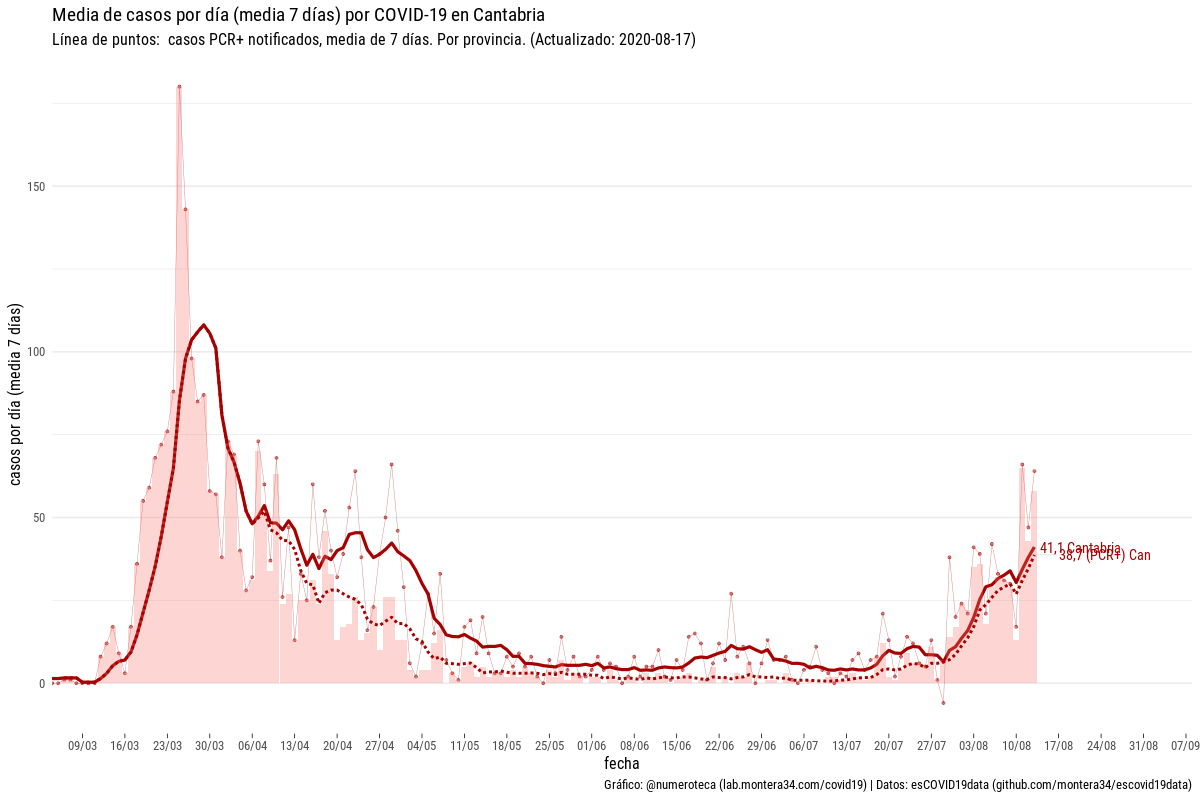 Media de casos por día (media 7 días) por COVID-19 en Cantabria
Línea de puntos:  casos PCR+ notificados, media de 7 días. Por provincia. (Actualizado: 2020-08-17)
casos por día (media 7 días)
150
100
50
0
41,1 Cantabria
38,7 (PCR+) Can
09/03 16/03 23/03 30/03 06/04 13/04 20/04 27/04 04/05 11/05 18/05 25/05 01/06 08/06 15/06 22/06 29/06 06/07 13/07 20/07 27/07 03/08 10/08 17/08 24/08 31/08 07/09
fecha
Gráfico: @numeroteca (lab.montera34.com/covid19) | Datos: esCOVID19data (github.com/montera34/escovid19data)